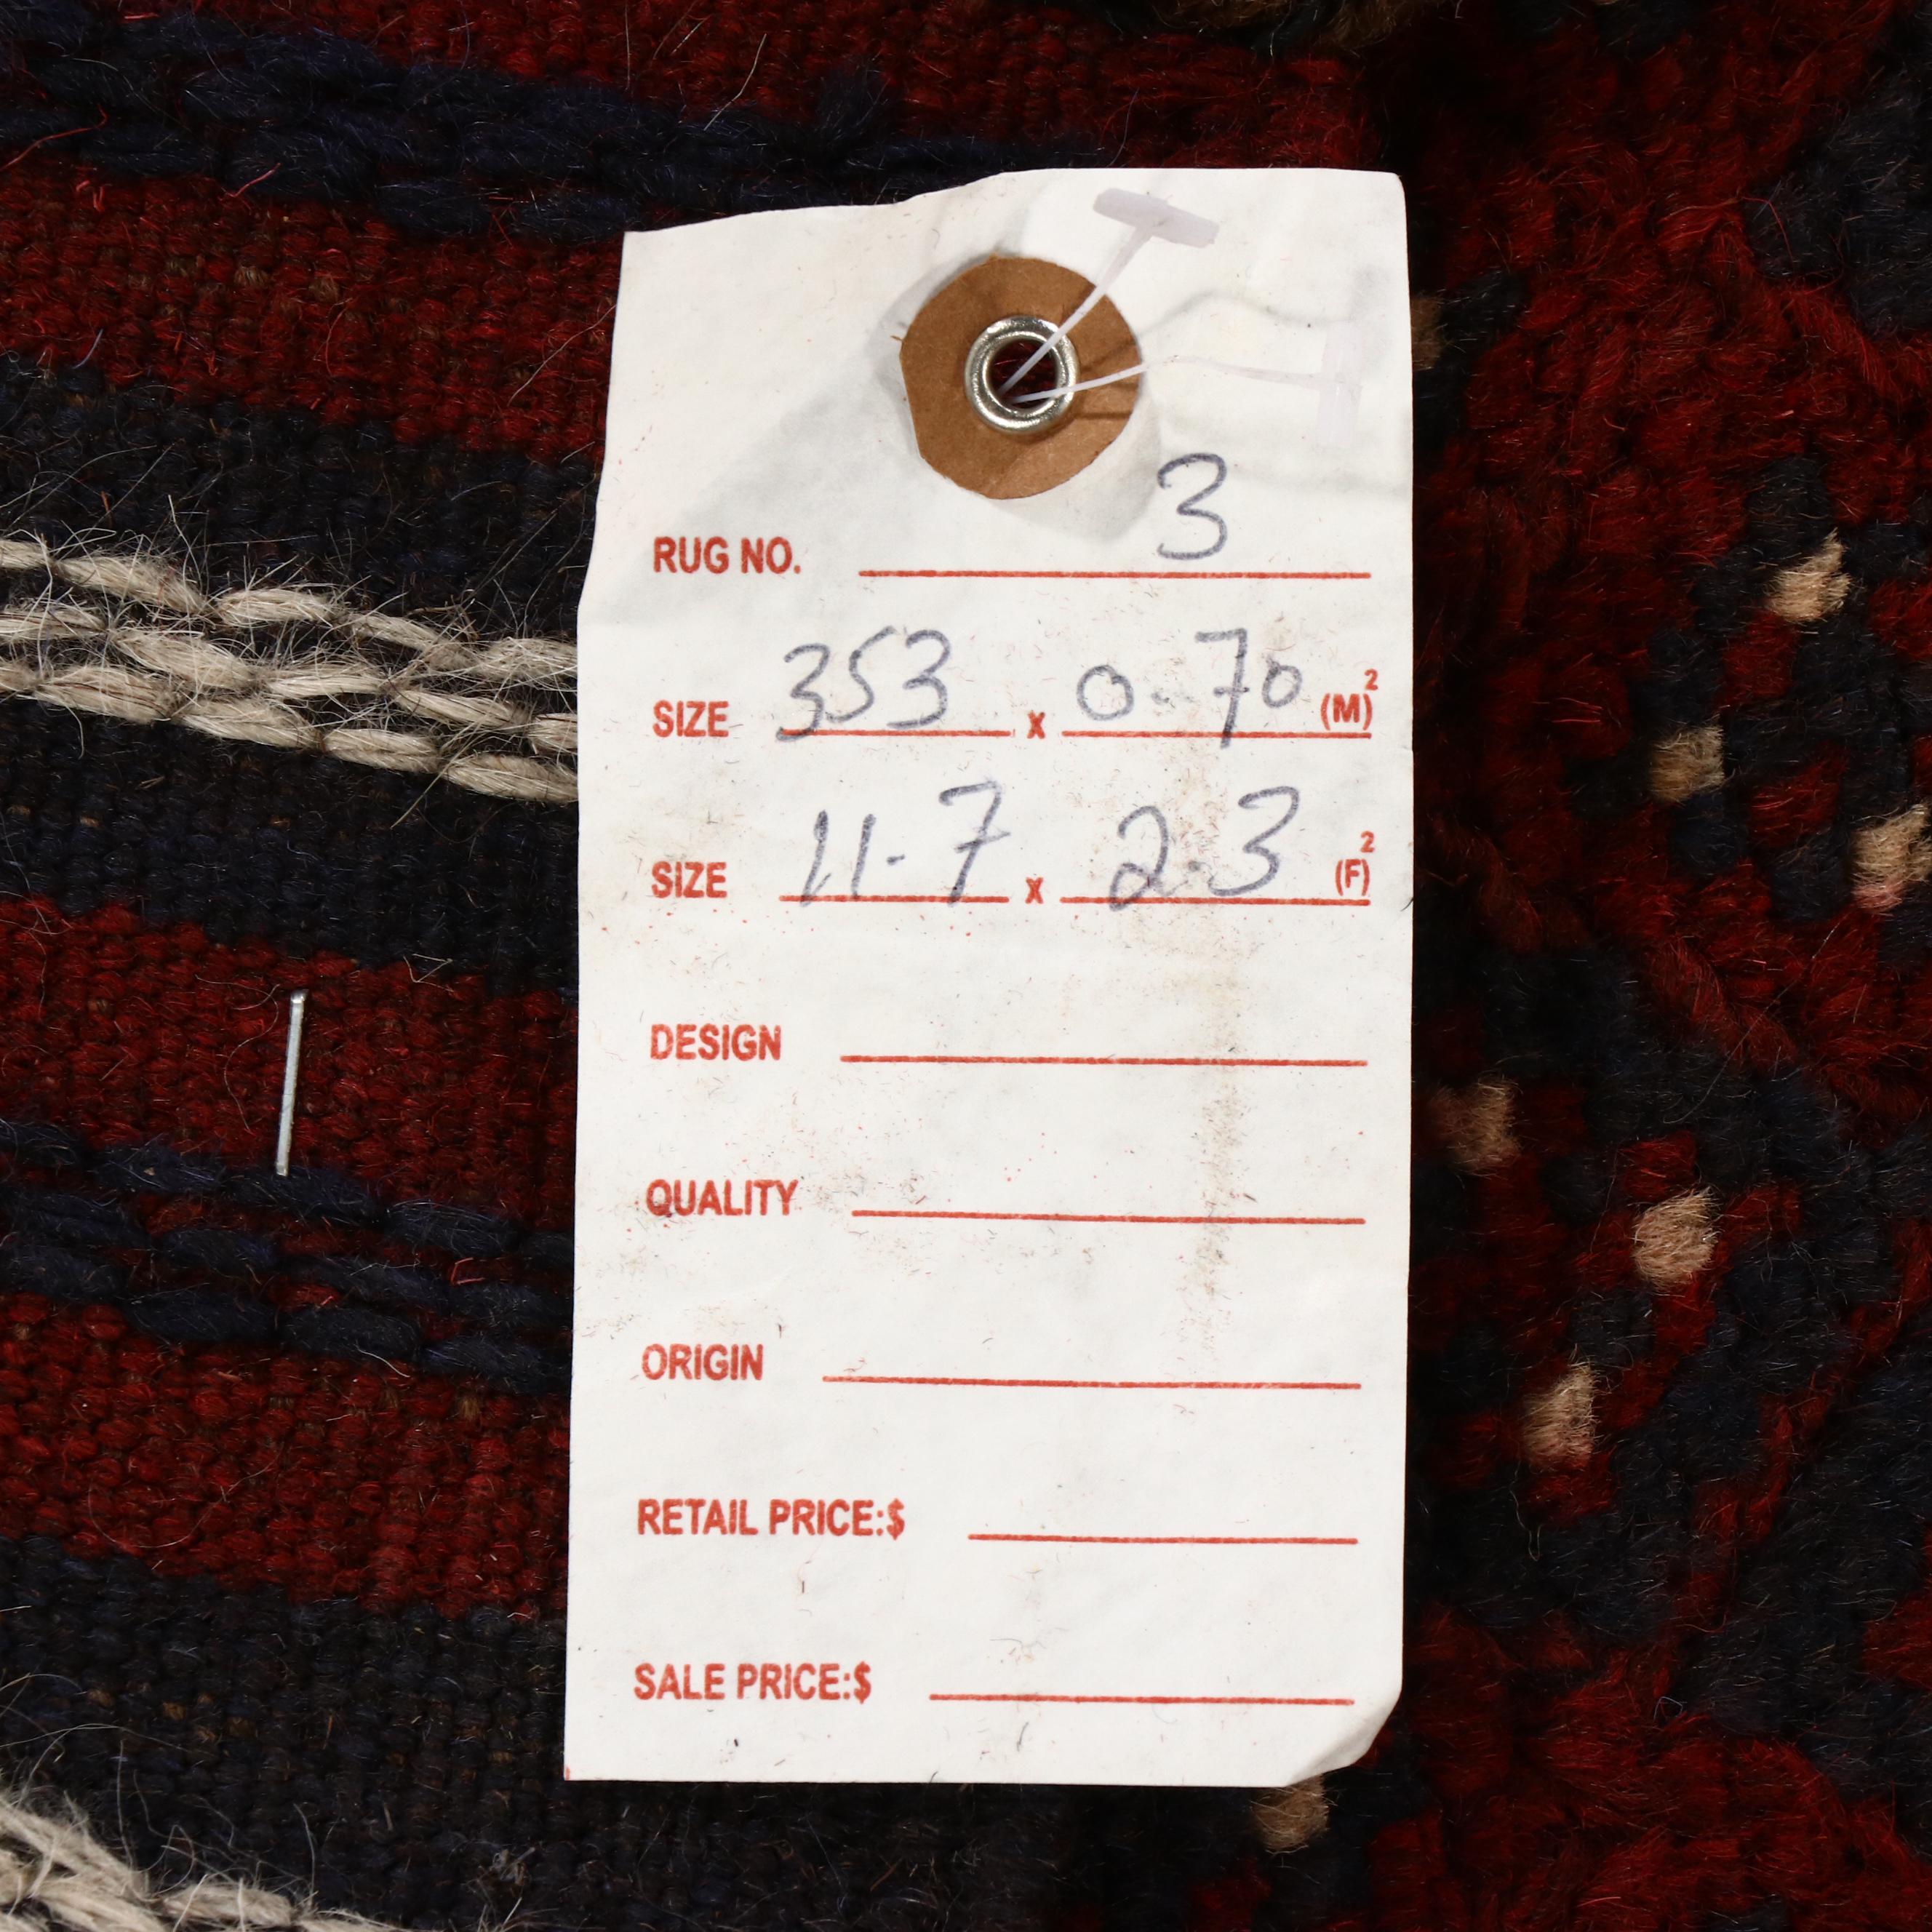 RUG NO. 3
SIZE 353 x 0.70 (M)²
SIZE 11.7 x 2.3 (F)²
DESIGN
QUALITY
ORIGIN
RETAIL PRICE:$
SALE PRICE:$